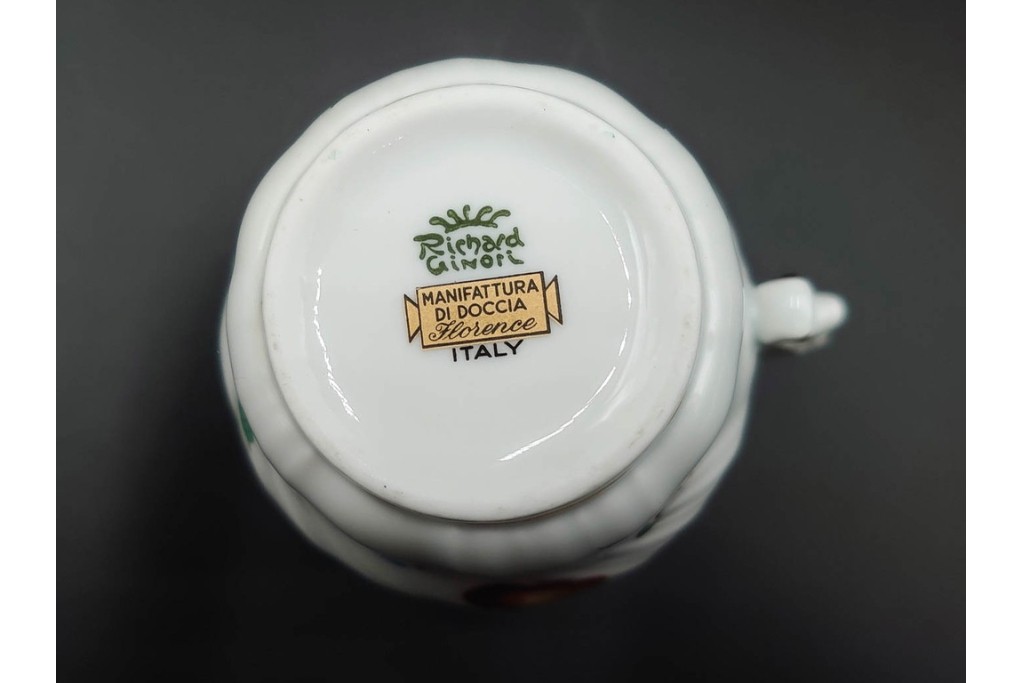 Richard
GiNORI
MANIFATTURA
DI DOCCIA
Florence
ITALY